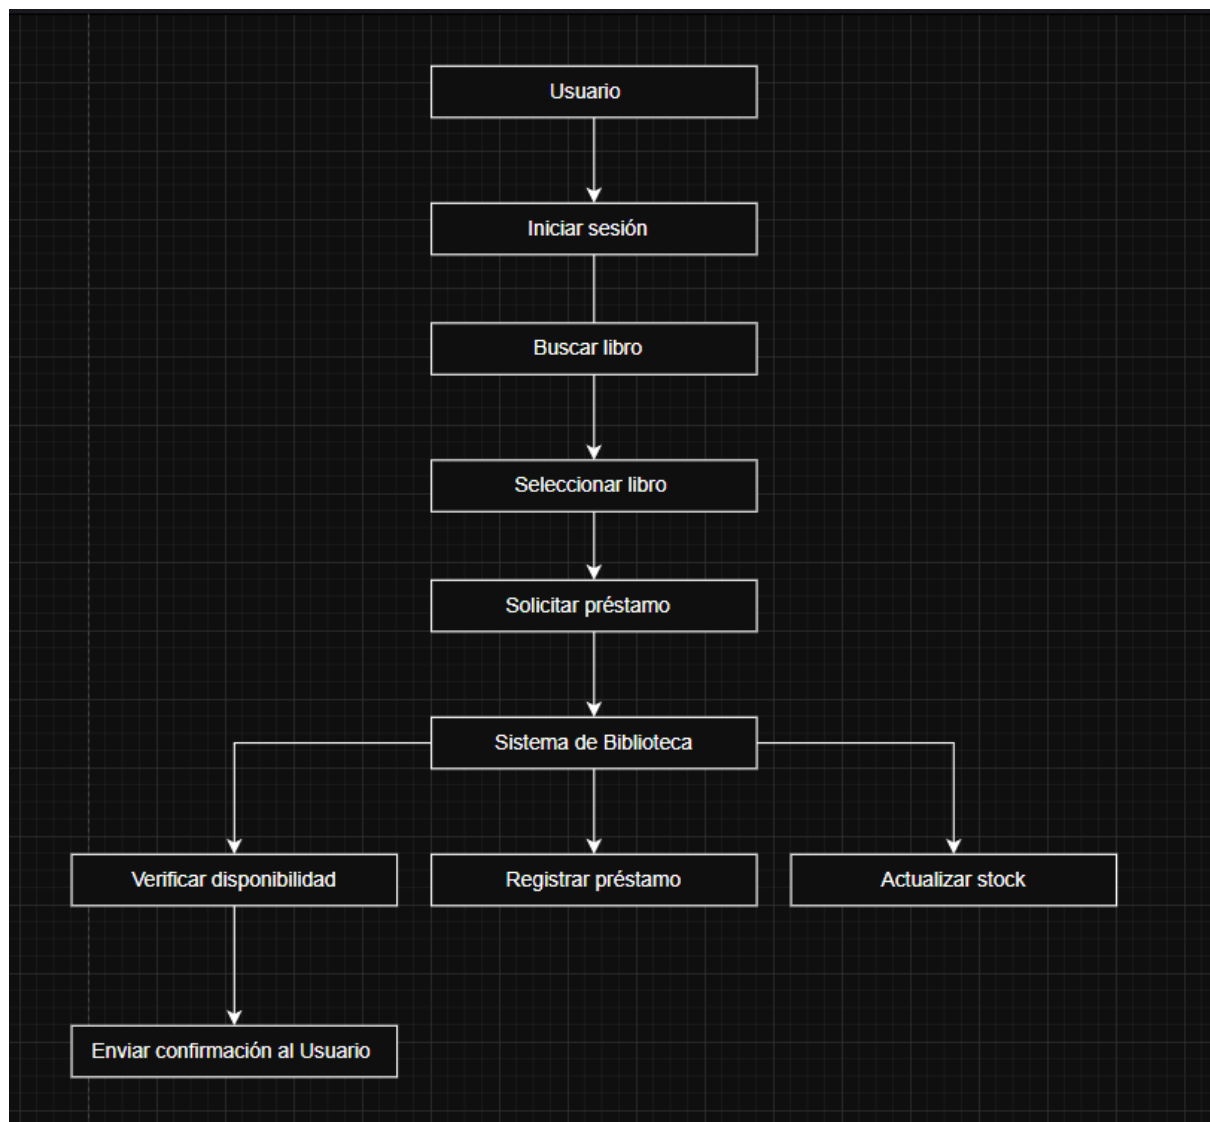 Usuario
Iniciar sesión
Buscar libro
Seleccionar libro
Solicitar préstamo
Sistema de Biblioteca
Verificar disponibilidad
Registrar préstamo
Actualizar stock
Enviar confirmación al Usuario